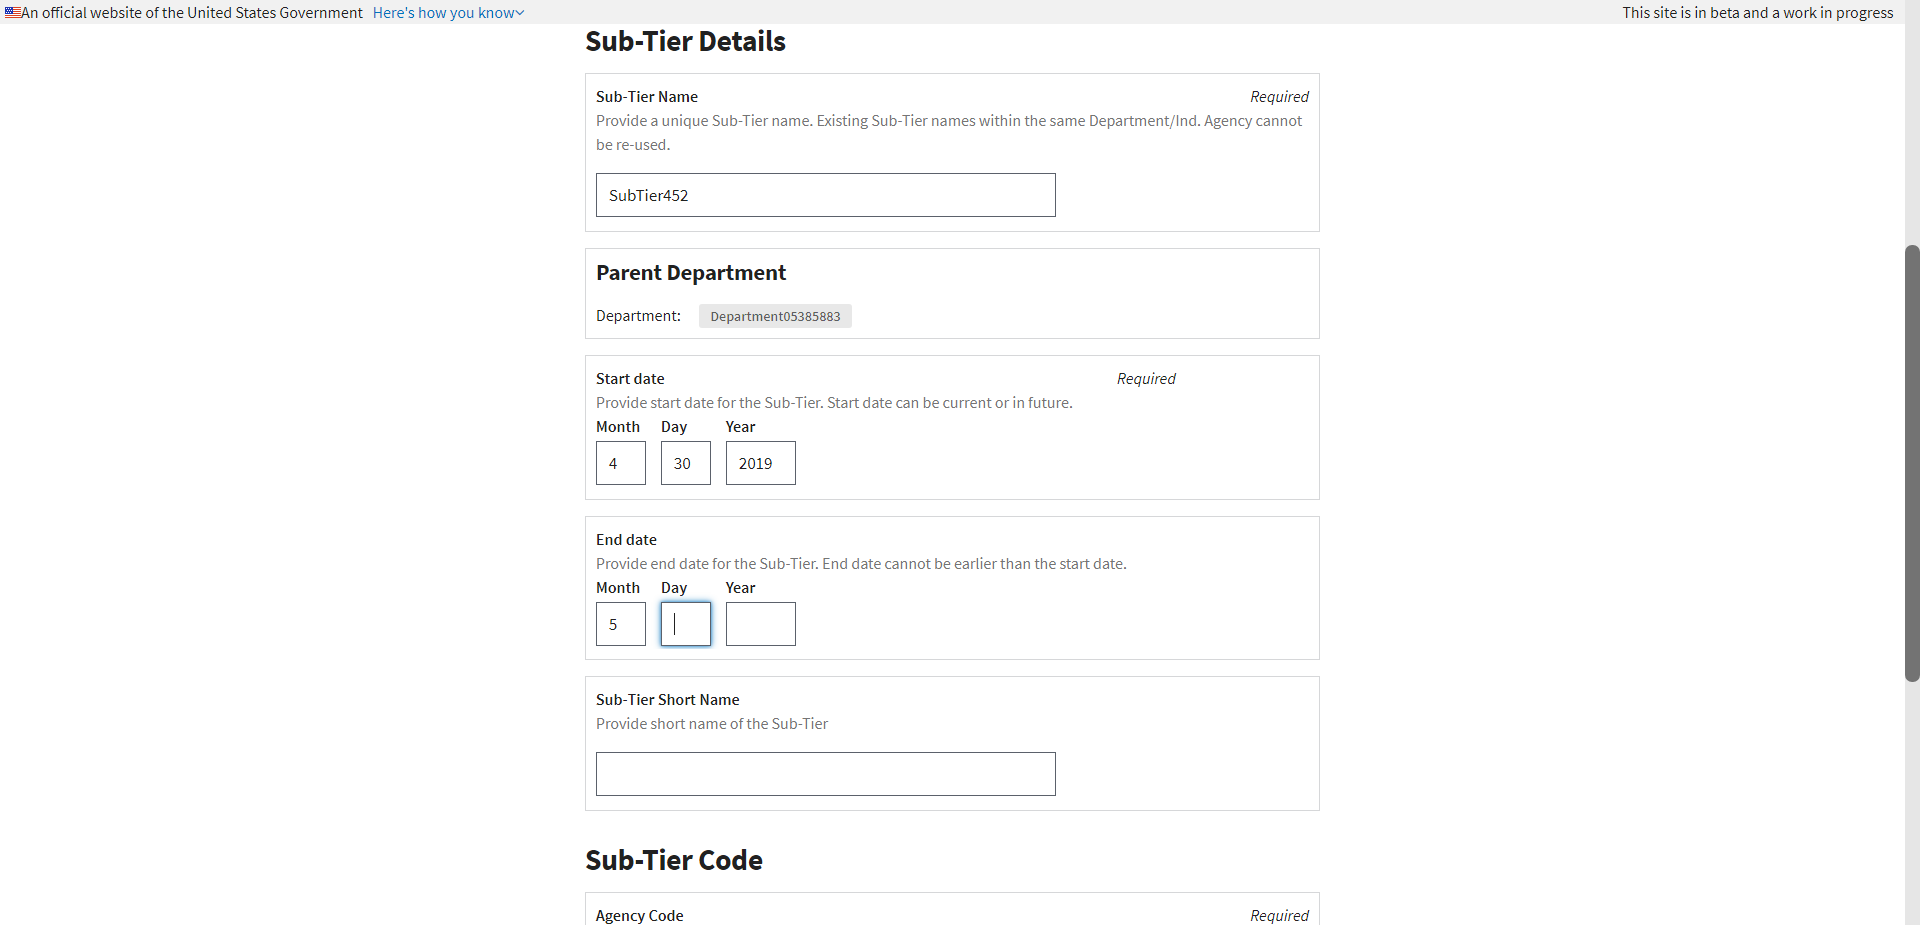 An official website of the United States Government Here's how you know
This site is in beta and a work in progress
Sub-Tier Details
Sub-Tier Name Required
Provide a unique Sub-Tier name. Existing Sub-Tier names within the same Department/Ind. Agency cannot
be re-used.
SubTier452
Parent Department
Department: Department05385883
Start date Required
Provide start date for the Sub-Tier. Start date can be current or in future.
Month Day Year
4 30 2019
End date
Provide end date for the Sub-Tier. End date cannot be earlier than the start date.
Month Day Year
5
Sub-Tier Short Name
Provide short name of the Sub-Tier
Sub-Tier Code
Agency Code Required